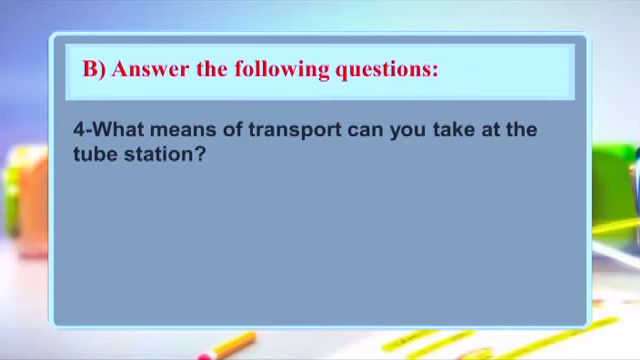 B) Answer the following questions:
4-What means of transport can you take at the
tube station?